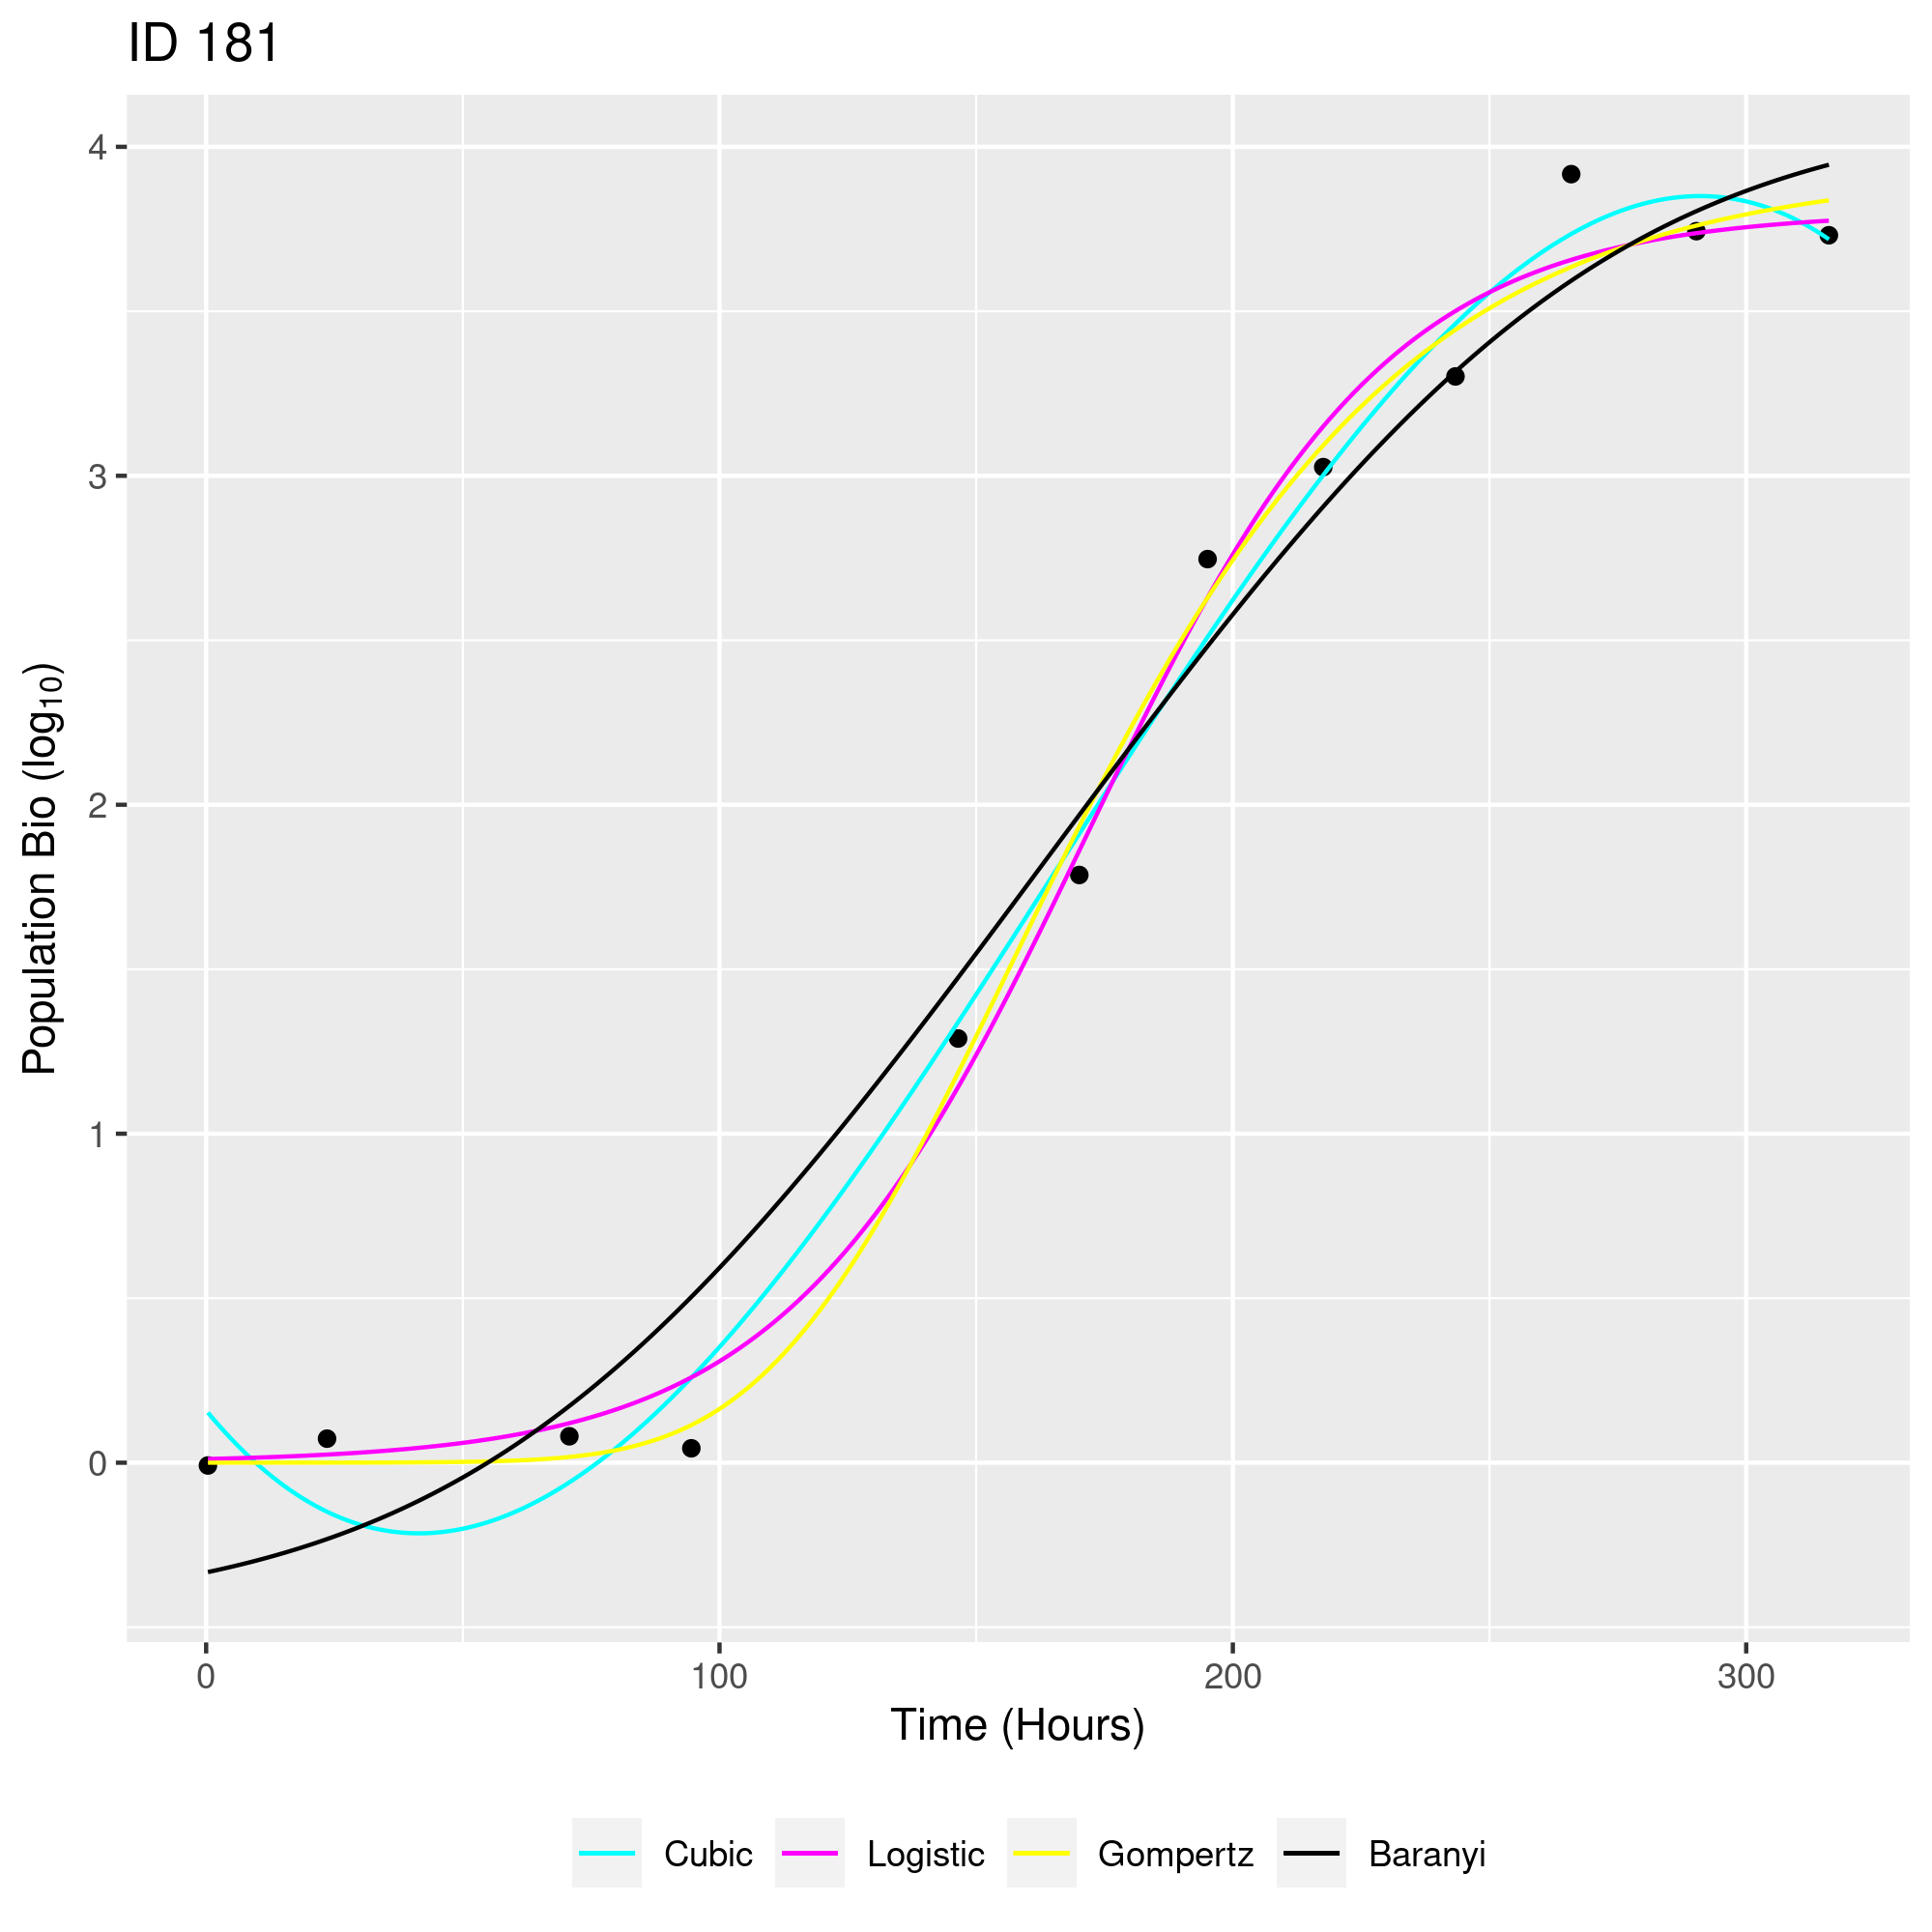 ID 181
4
3
2
1
0
Population Bio (log₁₀)
0 100 200 300
Time (Hours)
Cubic Logistic Gompertz Baranyi